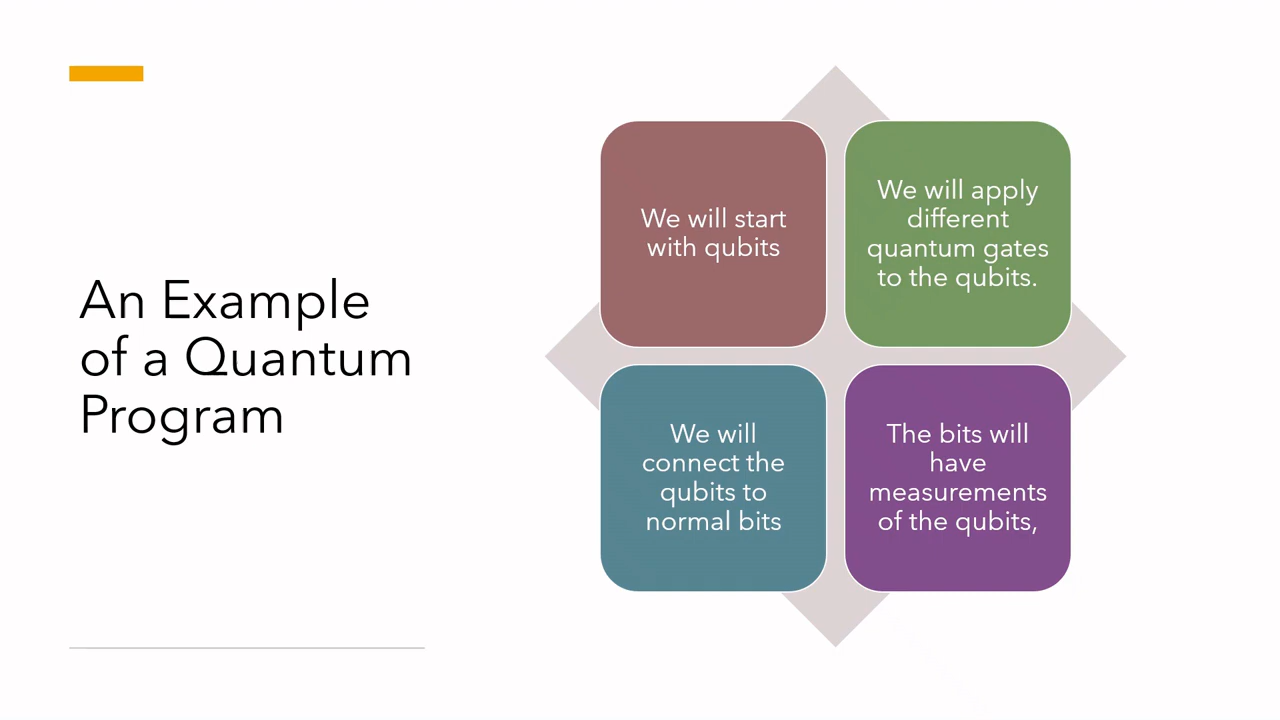 An Example
of a Quantum
Program
We will start
with qubits
We will apply
different
quantum gates
to the qubits.
We will
connect the
qubits to
normal bits
The bits will
have
measurements
of the qubits,